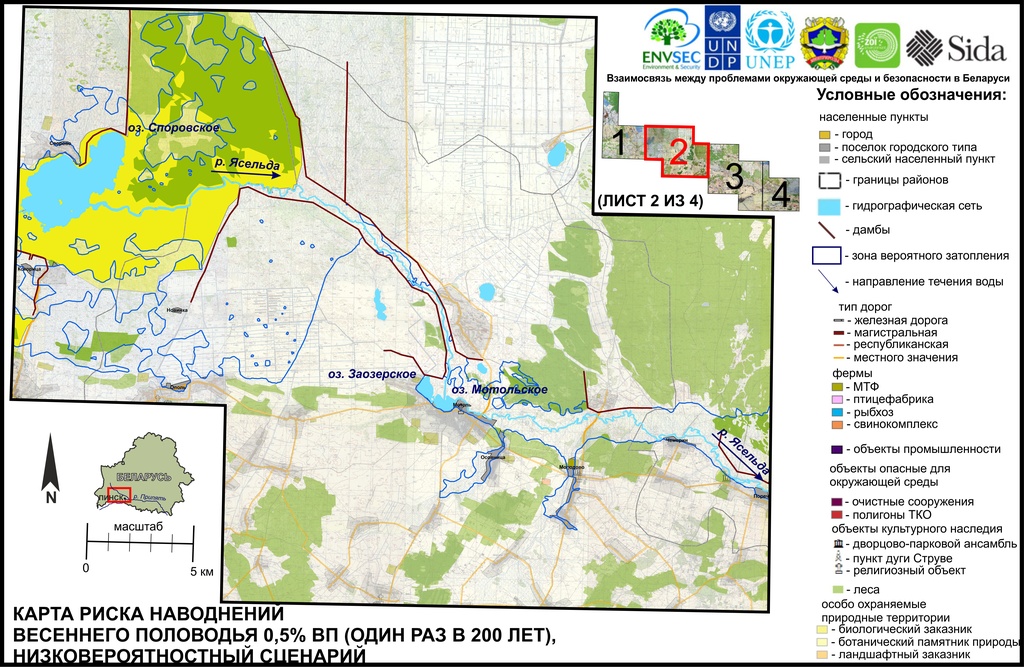 ENVSEC
Environment & Security
UN
DP
UNEP
ZOI
Sida
Взаимосвязь между проблемами окружающей среды и безопасности в Беларуси
Условные обозначения:
населенные пункты
- город
- поселок городского типа
- сельский населенный пункт
- границы районов
- гидрографическая сеть
- дамбы
- зона вероятного затопления
- направление течения воды
тип дорог
- железная дорога
- магистральная
- республиканская
- местного значения
фермы
- МТФ
- птицефабрика
- рыбхоз
- свинокомплекс
- объекты промышленности
объекты опасные для
окружающей среды
- очистные сооружения
- полигоны ТКО
объекты культурного наследия
- дворцово-парковой ансамбль
- пункт дуги Струве
- религиозный объект
- леса
особо охраняемые
природные территории
- биологический заказник
- ботанический памятник природы
- ландшафтный заказник
1
2
3
4
(ЛИСТ 2 ИЗ 4)
оз. Споровское
р. Ясельда
оз. Заозерское
оз. Мотольское
Мотоль
р. Ясельда
БЕЛАРУСЬ
ПИНСК
р. Припять
N
масштаб
0
5 км
КАРТА РИСКА НАВОДНЕНИЙ
ВЕСЕННЕГО ПОЛОВОДЬЯ 0,5% ВП (ОДИН РАЗ В 200 ЛЕТ),
НИЗКОВЕРОЯТНОСТНЫЙ СЦЕНАРИЙ